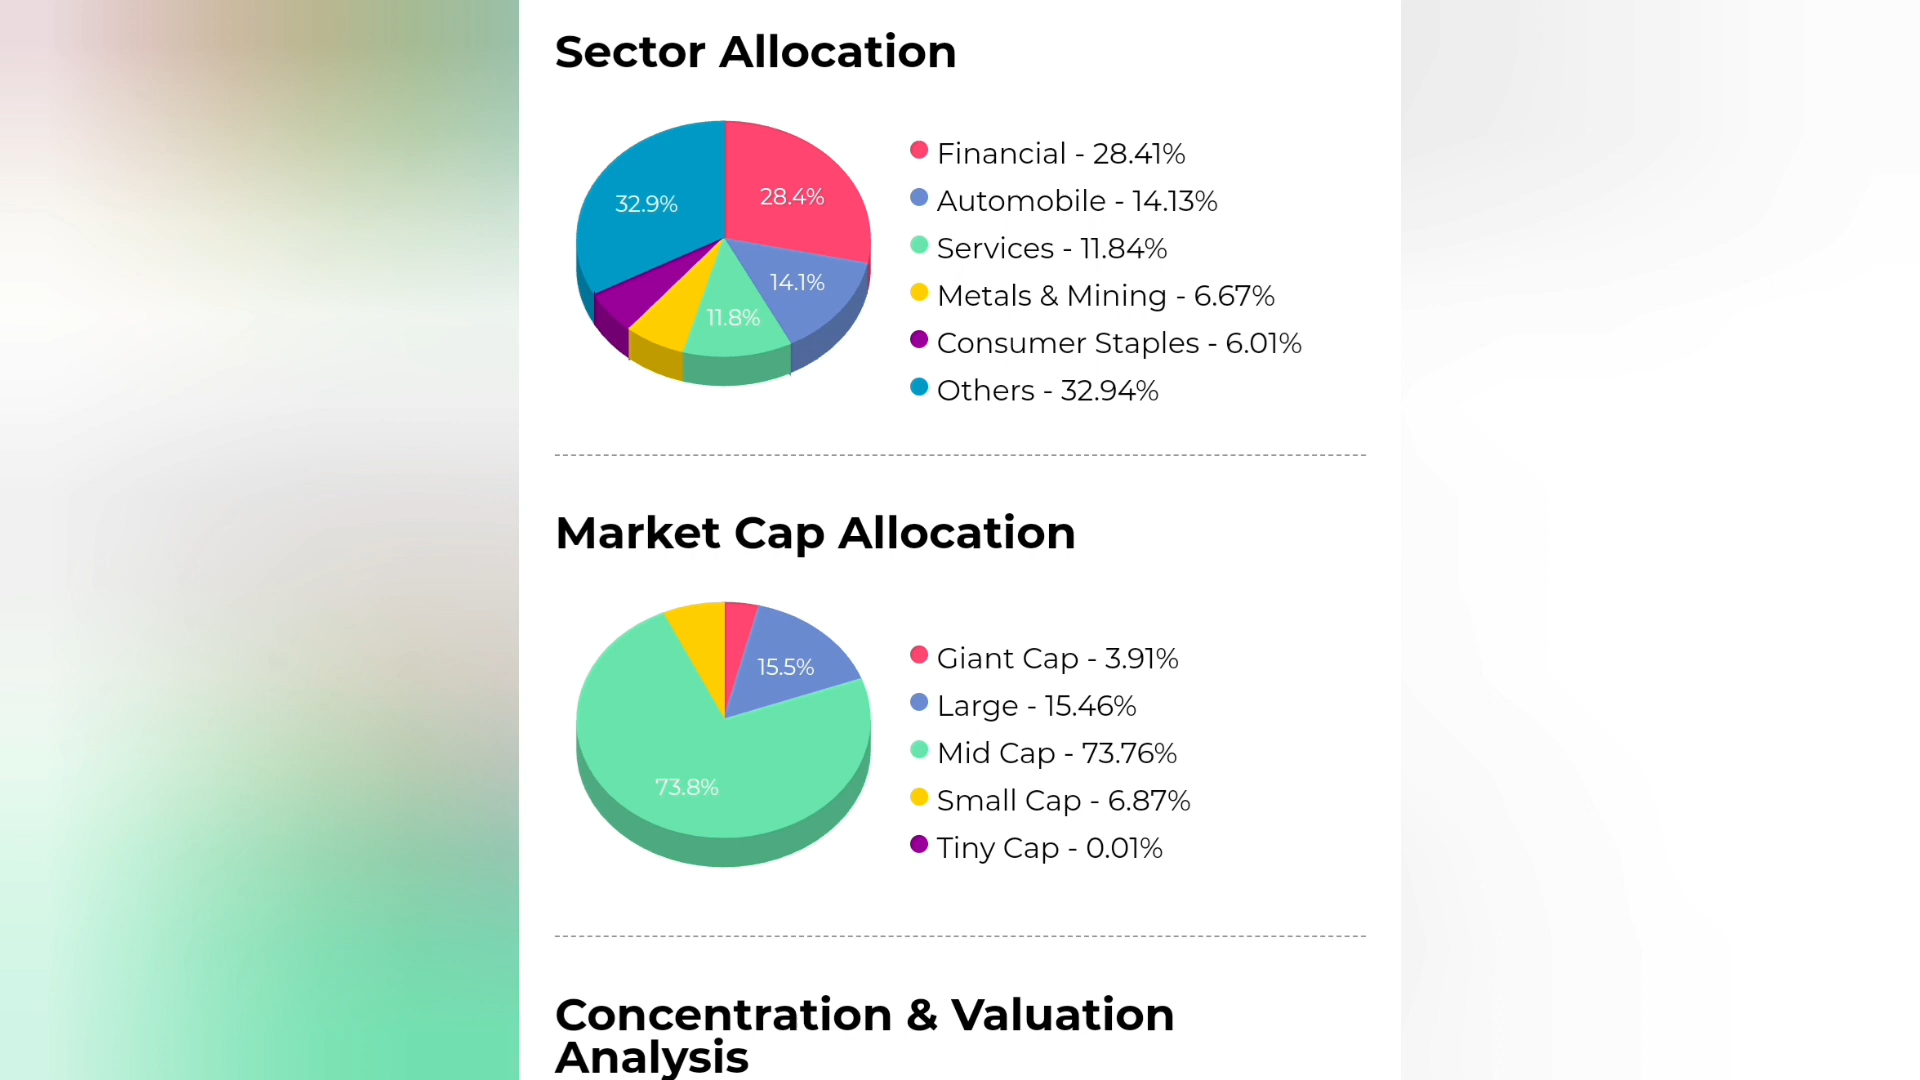 Sector Allocation
32.9%
28.4%
14.1%
11.8%
Financial - 28.41%
Automobile - 14.13%
Services - 11.84%
Metals & Mining - 6.67%
Consumer Staples - 6.01%
Others - 32.94%
Market Cap Allocation
15.5%
73.8%
Giant Cap - 3.91%
Large - 15.46%
Mid Cap - 73.76%
Small Cap - 6.87%
Tiny Cap - 0.01%
Concentration & Valuation
Analysis